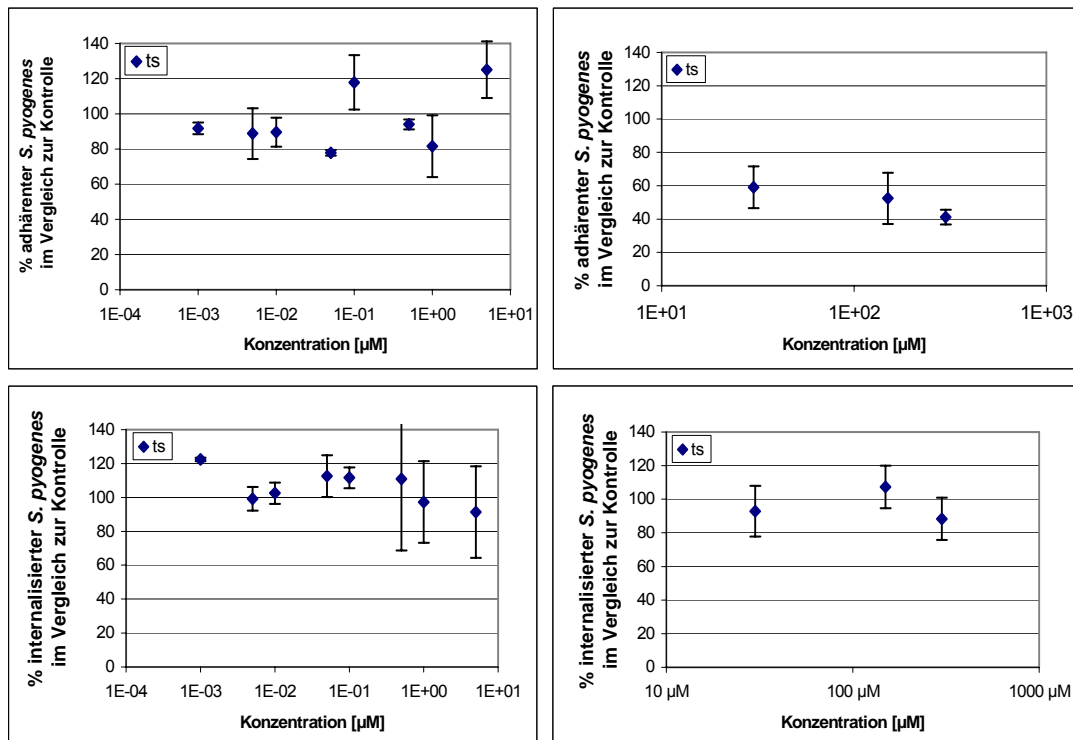 % adhärenter S. pyogenes
im Vergleich zur Kontrolle
140
120
100
80
60
40
20
0
ts
1E-04 1E-03 1E-02 1E-01 1E+00 1E+01
Konzentration [µM]
% adhärenter S. pyogenes
im Vergleich zur Kontrolle
140
120
100
80
60
40
20
0
ts
1E+01 1E+02 1E+03
Konzentration [µM]
% internalisierter S. pyogenes
im Vergleich zur Kontrolle
140
120
100
80
60
40
20
0
ts
1E-04 1E-03 1E-02 1E-01 1E+00 1E+01
Konzentration [µM]
% internalisierter S. pyogenes
im Vergleich zur Kontrolle
140
120
100
80
60
40
20
0
ts
10 µM 100 µM 1000 µM
Konzentration [µM]